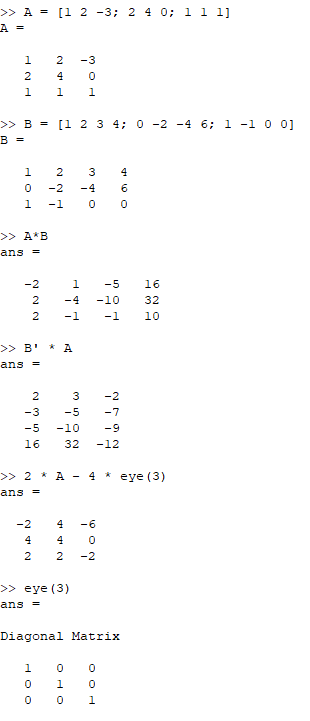 >> A = [1 2 -3; 2 4 0; 1 1 1]
A =
1 2 -3
2 4 0
1 1 1
>> B = [1 2 3 4; 0 -2 -4 6; 1 -1 0 0]
B =
1 2 3 4
0 -2 -4 6
1 -1 0 0
>> A*B
ans =
-2 1 -5 16
2 -4 -10 32
2 -1 -1 10
>> B' * A
ans =
2 3 -2
-3 -5 -7
-5 -10 -9
16 32 -12
>> 2 * A - 4 * eye(3)
ans =
-2 4 -6
4 4 0
2 2 -2
>> eye(3)
ans =
Diagonal Matrix
1 0 0
0 1 0
0 0 1